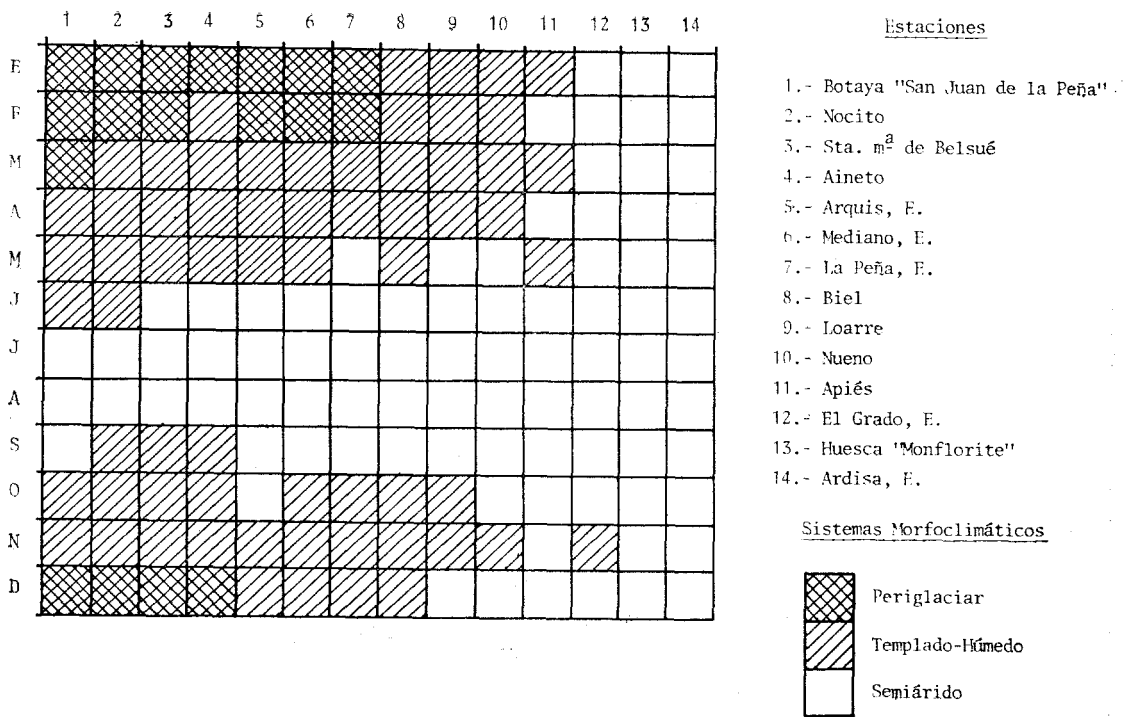 1 2 3 4 5 6 7 8 9 10 11 12 13 14
E
F
M
A
M
J
J
A
S
O
N
D
Estaciones
1.- Botaya "San Juan de la Peña"
2.- Nocito
3.- Sta. mª de Belsué
4.- Aineto
5.- Arquis, E.
6.- Mediano, E.
7.- La Peña, E.
8.- Biel
9.- Loarre
10.- Nueno
11.- Apiés
12.- El Grado, E.
13.- Huesca "Monflorite"
14.- Ardisa, E.
Sistemas Morfoclimáticos
Periglaciar
Templado-Húmedo
Semiárido